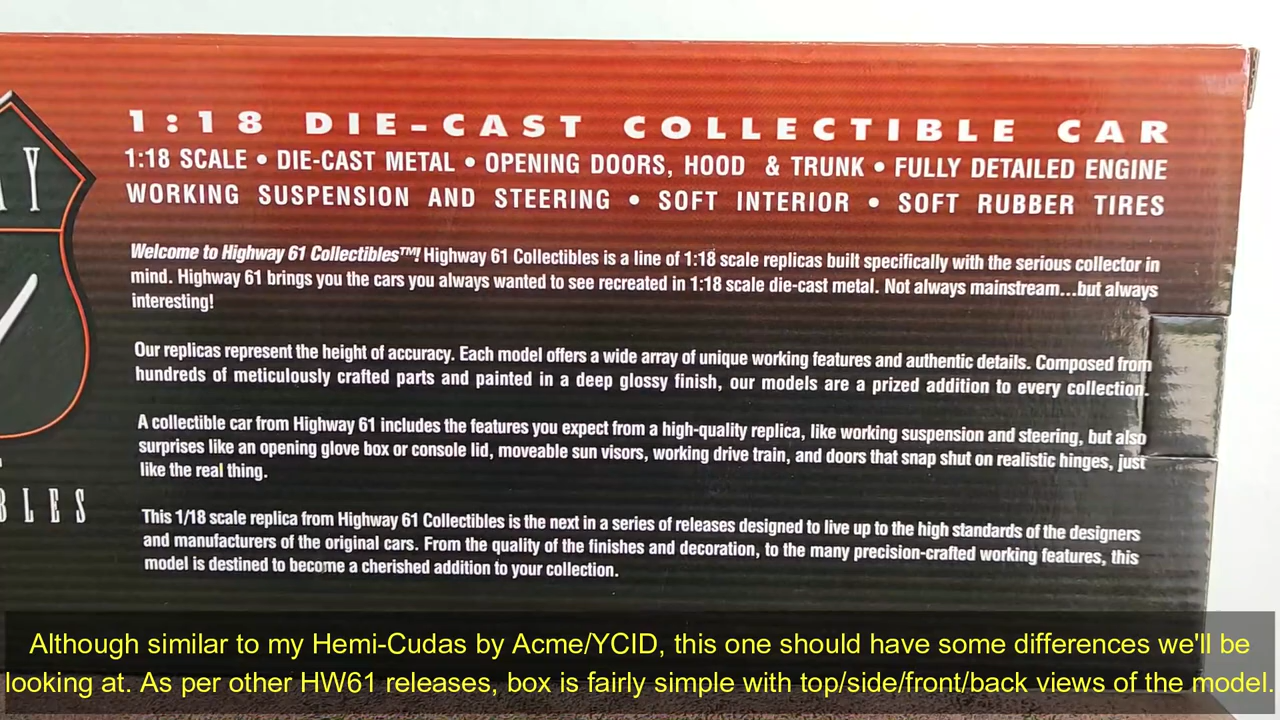 1:18 DIE-CAST COLLECTIBLE CAR
1:18 SCALE • DIE-CAST METAL • OPENING DOORS, HOOD & TRUNK • FULLY DETAILED ENGINE
WORKING SUSPENSION AND STEERING • SOFT INTERIOR • SOFT RUBBER TIRES
Welcome to Highway 61 Collectibles™! Highway 61 Collectibles is a line of 1:18 scale replicas built specifically with the serious collector in
mind. Highway 61 brings you the cars you always wanted to see recreated in 1:18 scale die-cast metal. Not always mainstream...but always
interesting!
Our replicas represent the height of accuracy. Each model offers a wide array of unique working features and authentic details. Composed from
hundreds of meticulously crafted parts and painted in a deep glossy finish, our models are a prized addition to every collection.
A collectible car from Highway 61 includes the features you expect from a high-quality replica, like working suspension and steering, but also
surprises like an opening glove box or console lid, moveable sun visors, working drive train, and doors that snap shut on realistic hinges, just
like the real thing.
This 1/18 scale replica from Highway 61 Collectibles is the next in a series of releases designed to live up to the high standards of the designers
and manufacturers of the original cars. From the quality of the finishes and decoration, to the many precision-crafted working features, this
model is destined to become a cherished addition to your collection.
Although similar to my Hemi-Cudas by Acme/YCID, this one should have some differences we'll be
looking at. As per other HW61 releases, box is fairly simple with top/side/front/back views of the model.